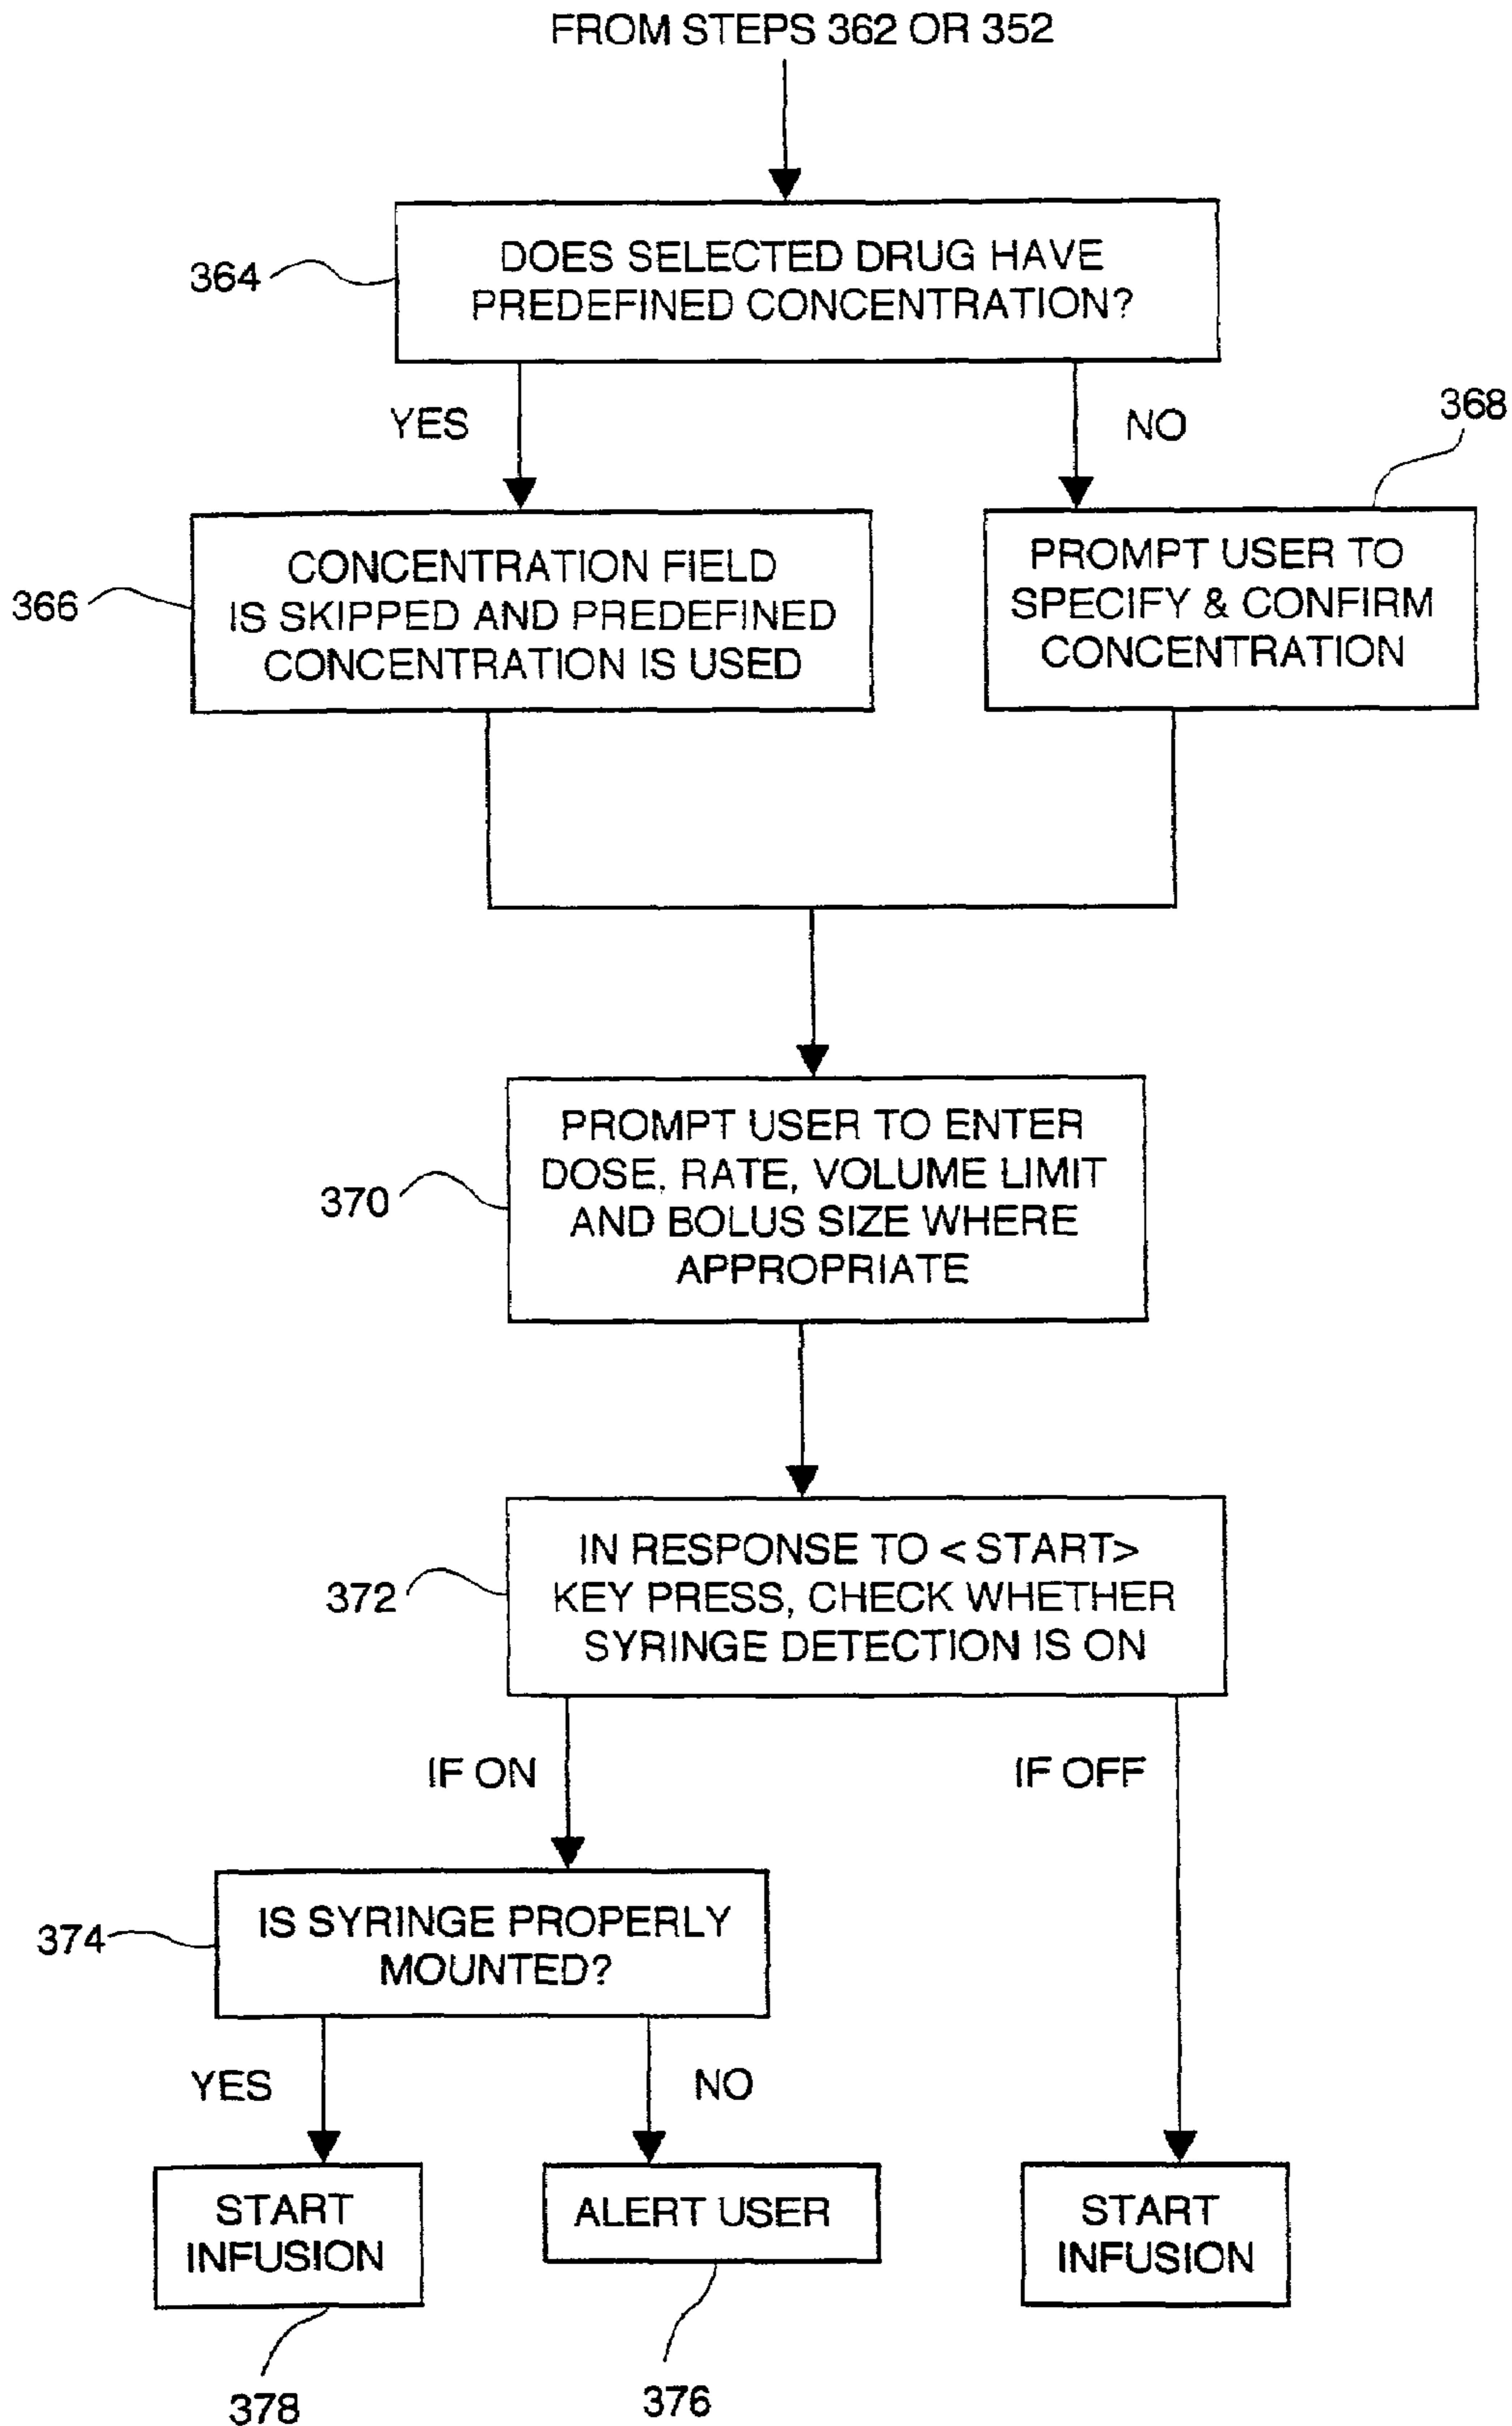 FROM STEPS 362 OR 352
364
DOES SELECTED DRUG HAVE
PREDEFINED CONCENTRATION?
YES
NO
368
366
CONCENTRATION FIELD
IS SKIPPED AND PREDEFINED
CONCENTRATION IS USED
PROMPT USER TO
SPECIFY & CONFIRM
CONCENTRATION
370
PROMPT USER TO ENTER
DOSE, RATE, VOLUME LIMIT
AND BOLUS SIZE WHERE
APPROPRIATE
372
IN RESPONSE TO < START>
KEY PRESS, CHECK WHETHER
SYRINGE DETECTION IS ON
IF ON
IF OFF
374
IS SYRINGE PROPERLY
MOUNTED?
YES
NO
START
INFUSION
ALERT USER
START
INFUSION
378
376